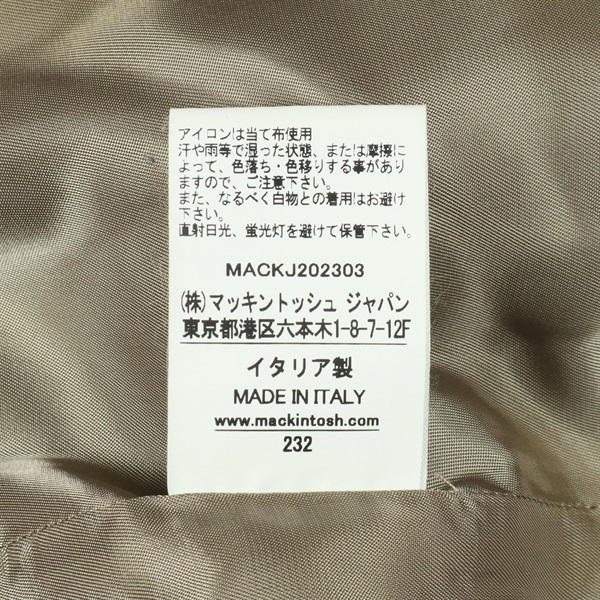 アイロンは当て布使用
汗や雨等で湿った状態、または摩擦に
よって、色落ち・色移りする事があり
ますので、ご注意下さい。
また、なるべく白物との着用はお避け
下さい。
直射日光、蛍光灯を避けて保管下さい。
MACKJ202303
(株)マッキントッシュ ジャパン
東京都港区六本木1-8-7-12F
イタリア製
MADE IN ITALY
www.mackintosh.com
232